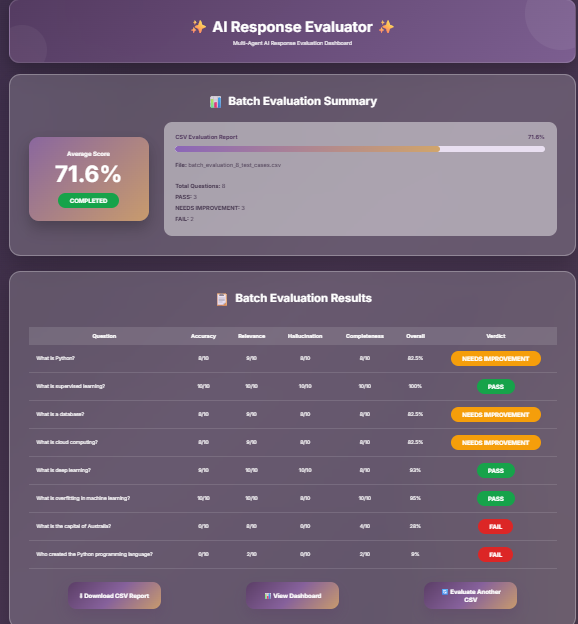 ✨ AI Response Evaluator ✨
Multi-Agent AI Response Evaluation Dashboard
📊 Batch Evaluation Summary
Average Score
71.6%
COMPLETED
CSV Evaluation Report 71.6%
File: batch_evaluation_8_test_cases.csv
Total Questions: 8
PASS: 3
NEEDS IMPROVEMENT: 3
FAIL: 2
📋 Batch Evaluation Results
Question Accuracy Relevance Hallucination Completeness Overall Verdict
What is Python? 8/10 9/10 8/10 8/10 82.5% NEEDS IMPROVEMENT
What is supervised learning? 10/10 10/10 10/10 10/10 100% PASS
What is a database? 8/10 9/10 8/10 8/10 82.5% NEEDS IMPROVEMENT
What is cloud computing? 8/10 9/10 8/10 8/10 82.5% NEEDS IMPROVEMENT
What is deep learning? 9/10 10/10 10/10 8/10 93% PASS
What is overfitting in machine learning? 10/10 10/10 8/10 10/10 95% PASS
What is the capital of Australia? 0/10 8/10 0/10 4/10 28% FAIL
Who created the Python programming language? 0/10 2/10 0/10 2/10 9% FAIL
Download CSV Report
📊 View Dashboard
🔄 Evaluate Another
CSV